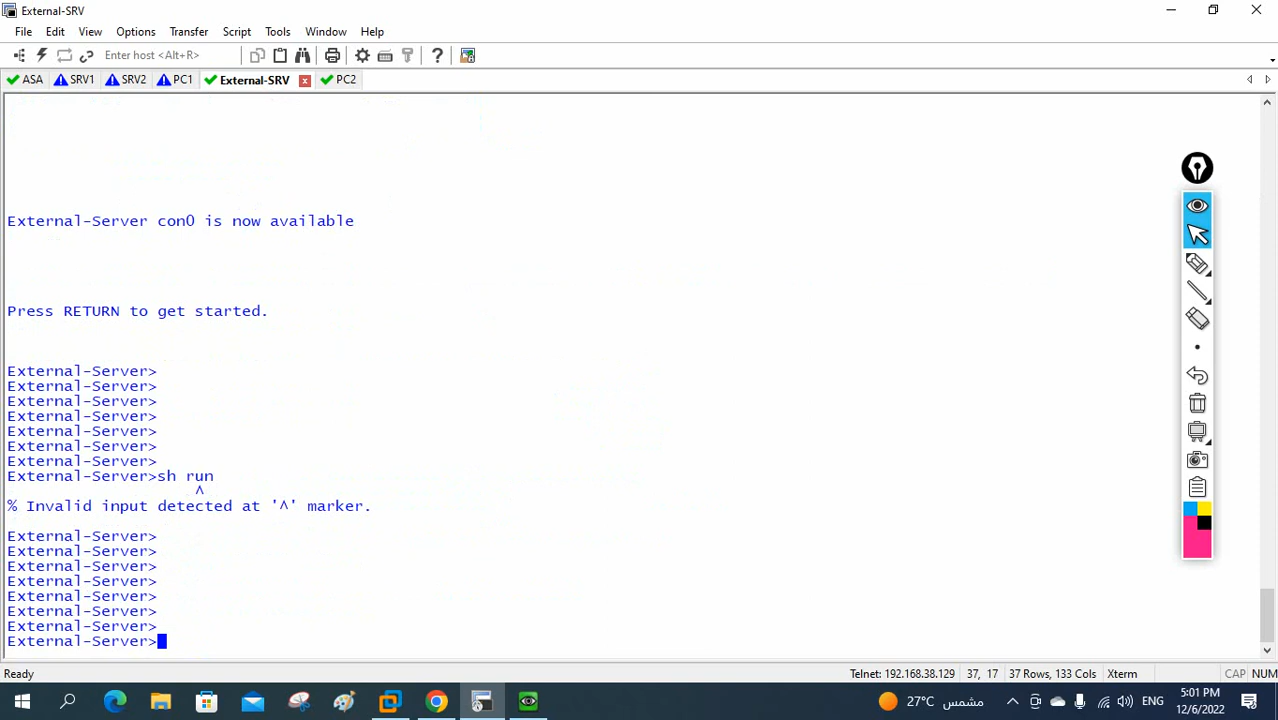 External-SRV
File Edit View Options Transfer Script Tools Window Help
Enter host <Alt+R>
ASA SRV1 SRV2 PC1 External-SRV PC2
External-Server con0 is now available
Press RETURN to get started.
External-Server>
External-Server>
External-Server>
External-Server>
External-Server>
External-Server>
External-Server>
External-Server>sh run
^
% Invalid input detected at '^' marker.
External-Server>
External-Server>
External-Server>
External-Server>
External-Server>
External-Server>
External-Server>
External-Server>
Ready Telnet: 192.168.38.129 37, 17 37 Rows, 133 Cols Xterm CAP NUM
27°C مشمس ENG 5:01 PM
12/6/2022